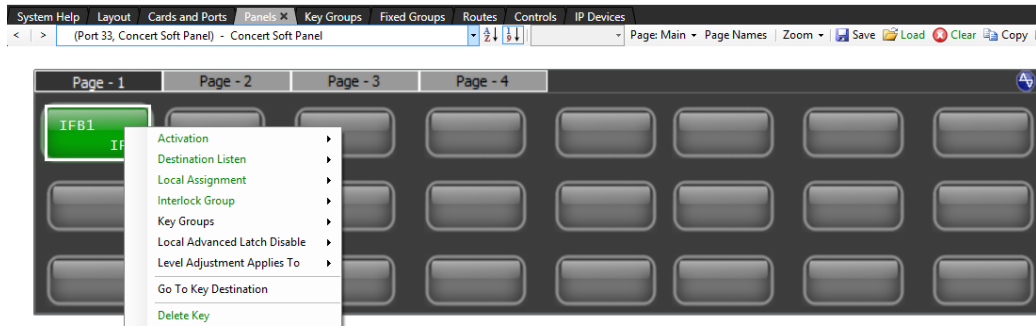 System Help Layout Cards and Ports Panels Key Groups Fixed Groups Routes Controls IP Devices
< > (Port 33, Concert Soft Panel) - Concert Soft Panel Page: Main Page Names Zoom Save Load Clear Copy
Page - 1 Page - 2 Page - 3 Page - 4
IFB1
Activation
Destination Listen
Local Assignment
Interlock Group
Key Groups
Local Advanced Latch Disable
Level Adjustment Applies To
Go To Key Destination
Delete Key